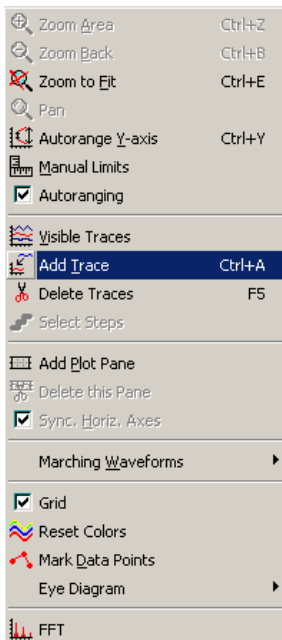 Zoom Area Ctrl+Z
Zoom Back Ctrl+B
Zoom to Fit Ctrl+E
Pan
Autorange Y-axis Ctrl+Y
Manual Limits
Autoranging
Visible Traces
Add Trace Ctrl+A
Delete Traces F5
Select Steps
Add Plot Pane
Delete this Pane
Sync. Horiz. Axes
Marching Waveforms
Grid
Reset Colors
Mark Data Points
Eye Diagram
FFT